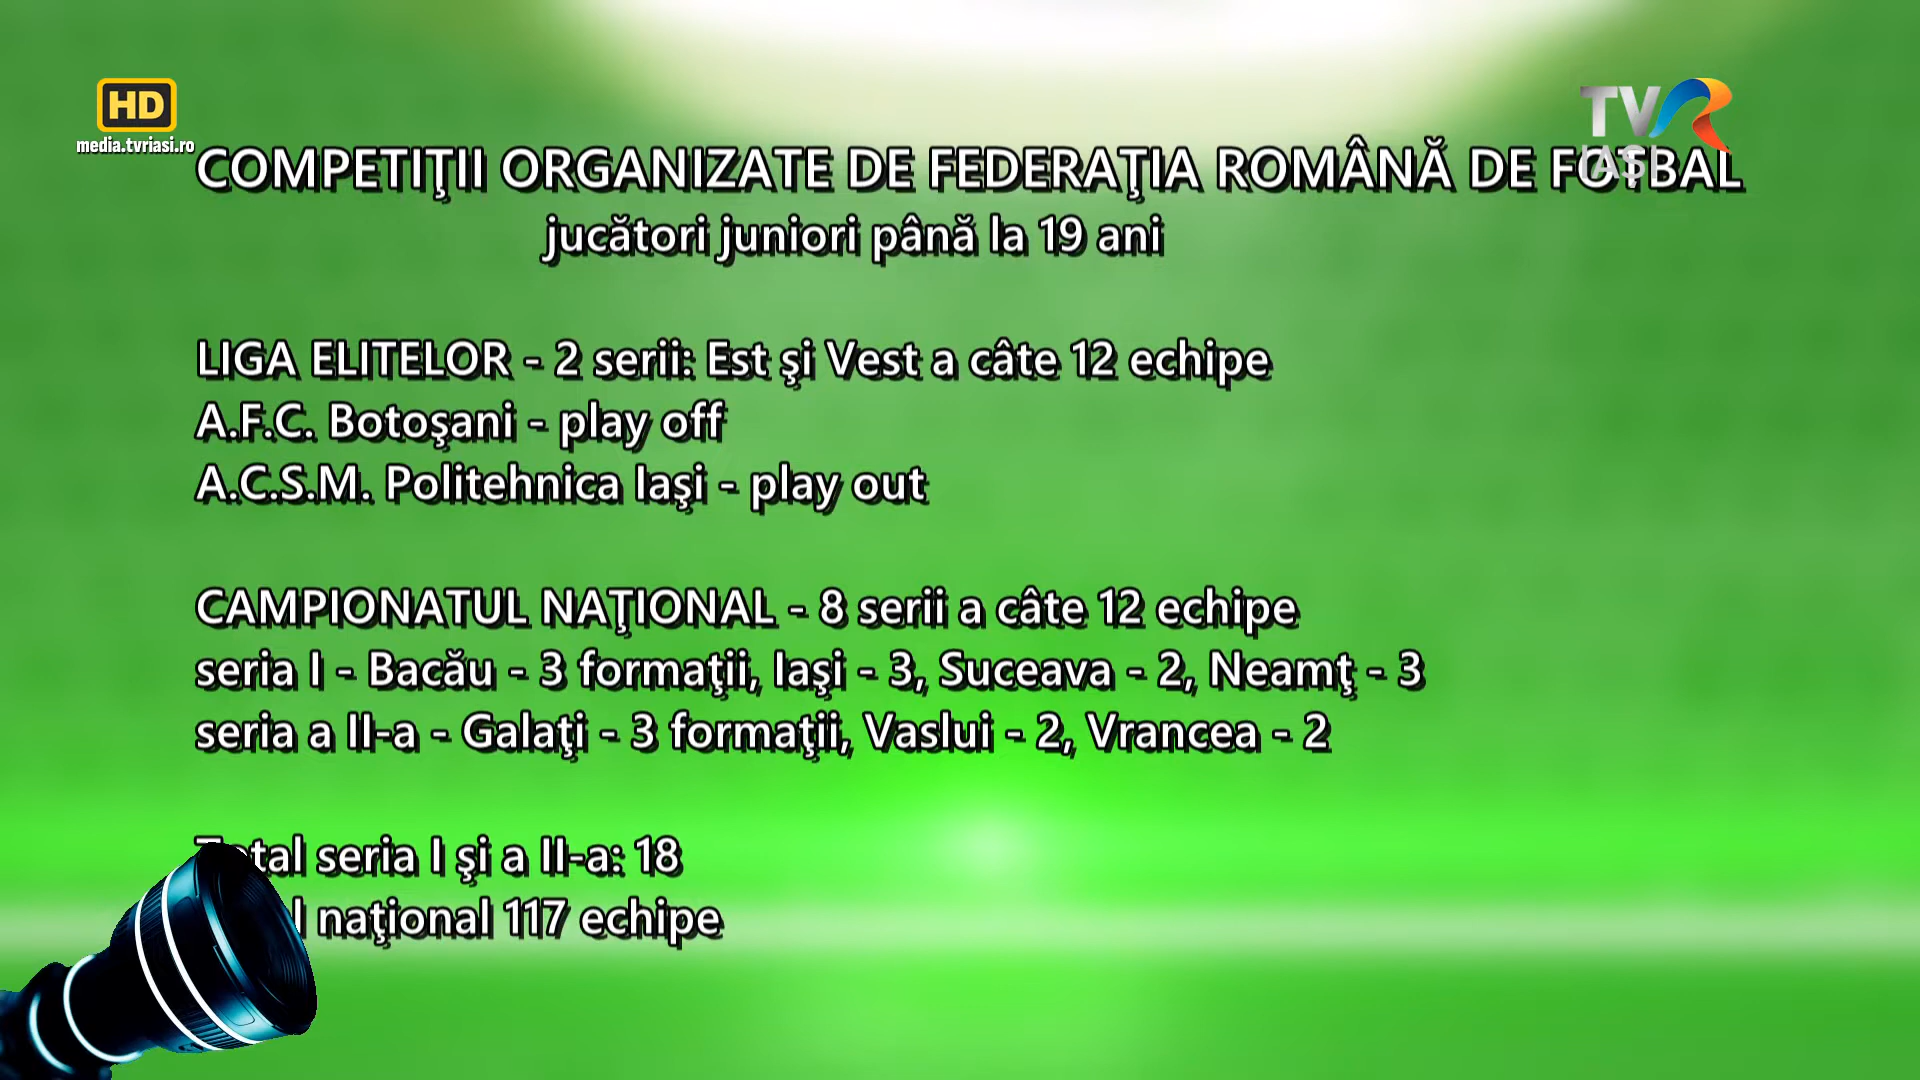 HD
media.tvriasi.ro
TVR
IAȘI
COMPETIŢII ORGANIZATE DE FEDERAŢIA ROMÂNĂ DE FOTBAL
jucători juniori până la 19 ani
LIGA ELITELOR - 2 serii: Est şi Vest a câte 12 echipe
A.F.C. Botoşani - play off
A.C.S.M. Politehnica Iaşi - play out
CAMPIONATUL NAŢIONAL - 8 serii a câte 12 echipe
seria I - Bacău - 3 formaţii, Iaşi - 3, Suceava - 2, Neamţ - 3
seria a II-a - Galaţi - 3 formaţii, Vaslui - 2, Vrancea - 2
Total seria I şi a II-a: 18
naţional 117 echipe